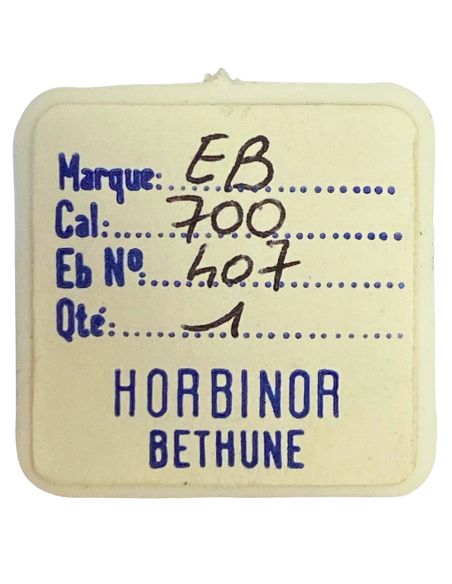 Marque: EB
Cal: 700
Eb Nº: 407
Qté: 1
HORBINOR
BETHUNE